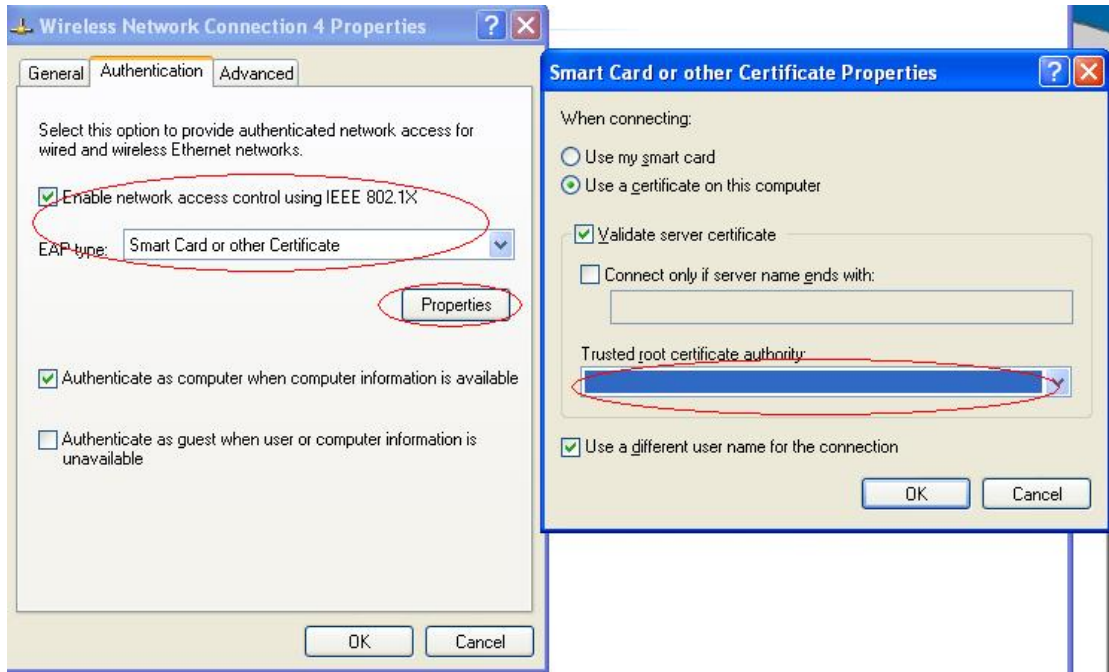 Wireless Network Connection 4 Properties
General Authentication Advanced
Select this option to provide authenticated network access for
wired and wireless Ethernet networks.
Enable network access control using IEEE 802.1X
EAP type: Smart Card or other Certificate
Properties
Authenticate as computer when computer information is available
Authenticate as guest when user or computer information is
unavailable
OK Cancel
Smart Card or other Certificate Properties
When connecting:
Use my smart card
Use a certificate on this computer
Validate server certificate
Connect only if server name ends with:
Trusted root certificate authority:
Use a different user name for the connection
OK Cancel